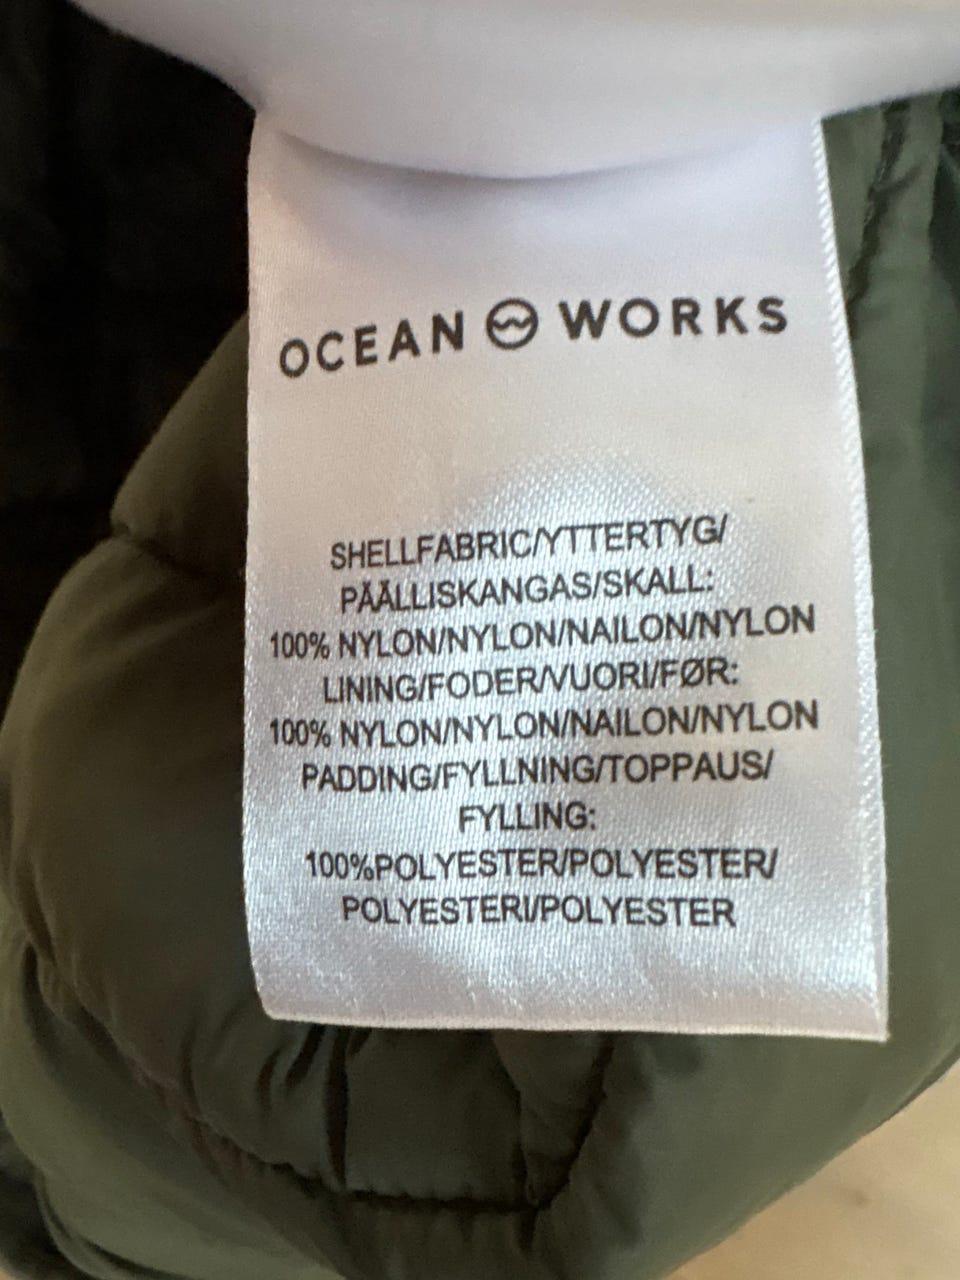 OCEAN WORKS
SHELLFABRIC/YTTERTYG/
PÄÄLLISKANGAS/SKALL:
100% NYLON/NYLON/NAILON/NYLON
LINING/FODER/VUORI/FØR:
100% NYLON/NYLON/NAILON/NYLON
PADDING/FYLLNING/TOPPAUS/
FYLLING:
100%POLYESTER/POLYESTER/
POLYESTERI/POLYESTER